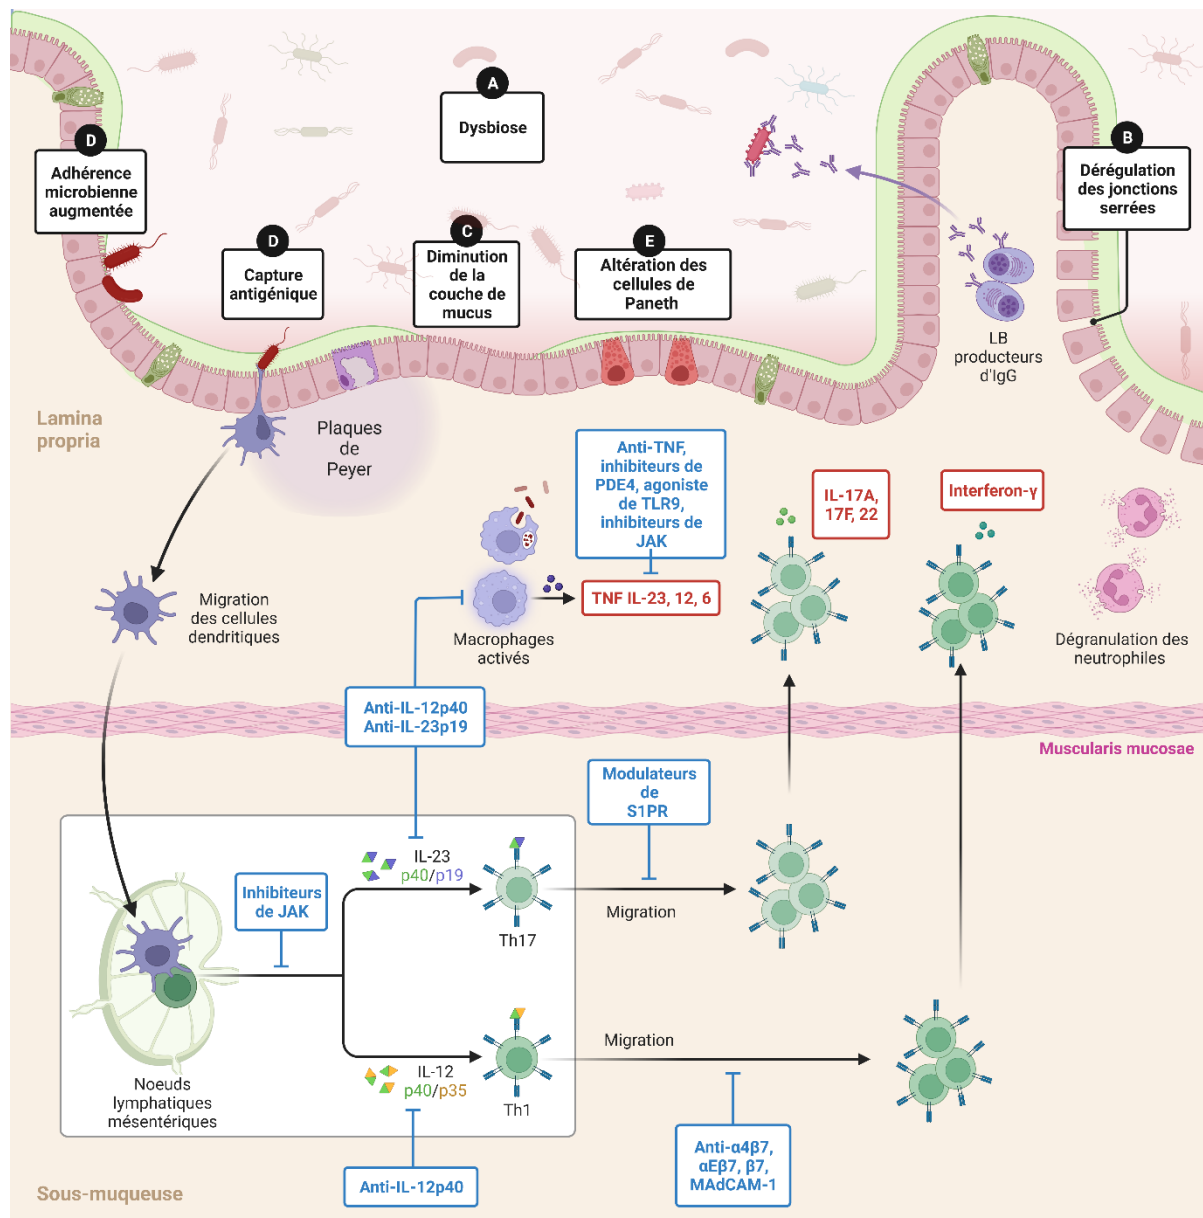 A
Dysbiose
B
Dérégulation
des jonctions
serrées
D
Adhérence
microbienne
augmentée
D
Capture
antigénique
C
Diminution
de la
couche de
mucus
E
Altération des
cellules de
Paneth
LB
producteurs
d'IgG
Lamina
propria
Plaques
de
Peyer
Anti-TNF,
inhibiteurs de
PDE4, agoniste
de TLR9,
inhibiteurs de
JAK
IL-17A,
17F, 22
Interferon-γ
TNF IL-23, 12, 6
Migration
des cellules
dendritiques
Macrophages
activés
Dégranulation des
neutrophiles
Anti-IL-12p40
Anti-IL-23p19
Muscularis mucosae
Modulateurs
de
S1PR
IL-23
p40/p19
Inhibiteurs
de JAK
Th17
Migration
Migration
IL-12
p40/p35
Th1
Noeuds
lymphatiques
mésentériques
Anti-IL-12p40
Anti-α4β7,
αEβ7, β7,
MAdCAM-1
Sous-muqueuse